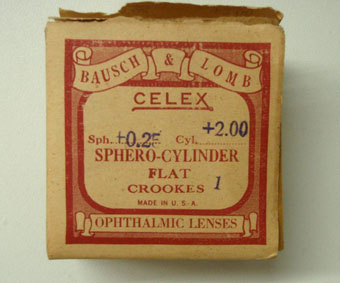 BAUSCH & LOMB
CELEX
Sph. +0.25 Cyl. +2.00
SPHERO-CYLINDER
FLAT
CROOKES 1
MADE IN U.S.A.
OPHTHALMIC LENSES